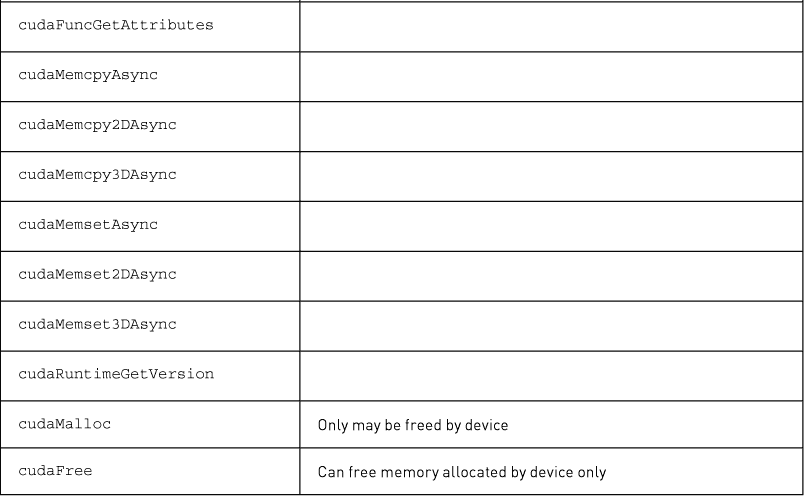 cudaFuncGetAttributes
cudaMemcpyAsync
cudaMemcpy2DAsync
cudaMemcpy3DAsync
cudaMemsetAsync
cudaMemset2DAsync
cudaMemset3DAsync
cudaRuntimeGetVersion
cudaMalloc Only may be freed by device
cudaFree Can free memory allocated by device only